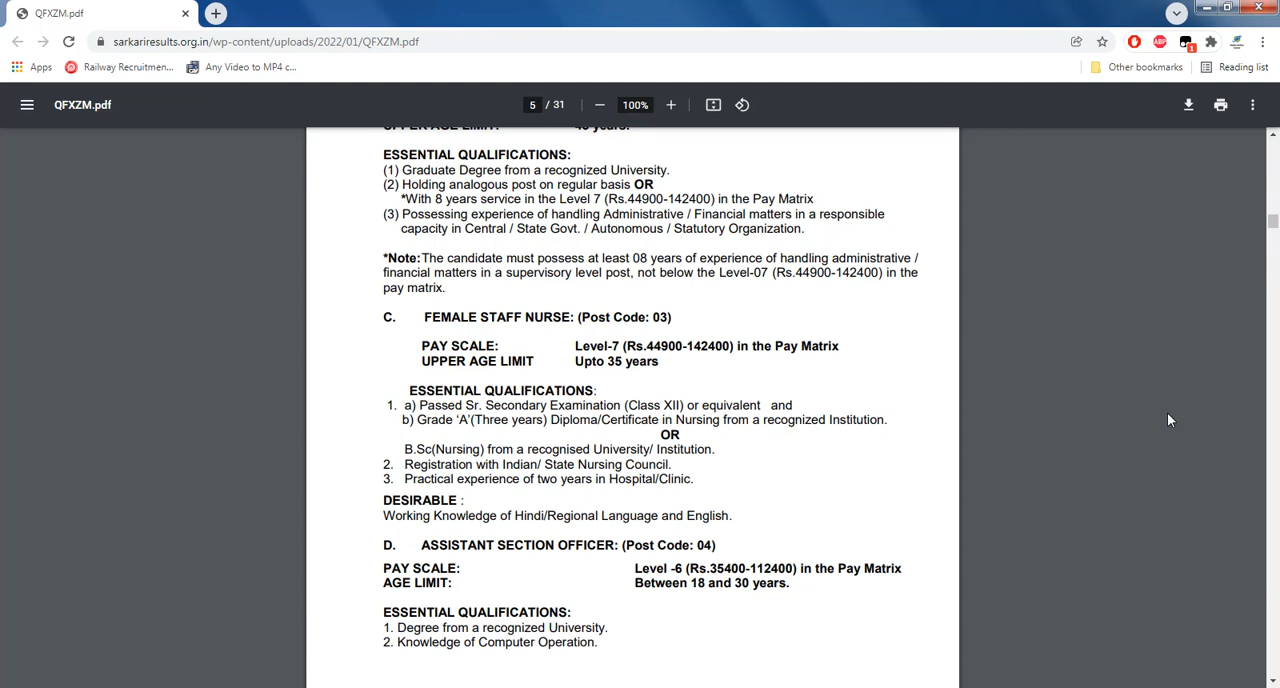 QFXZM.pdf
sarkariresults.org.in/wp-content/uploads/2022/01/QFXZM.pdf
ABP
1
Apps
Railway Recruitmen...
Any Video to MP4 c...
Other bookmarks
Reading list
QFXZM.pdf
5 / 31
100%
UPPER AGE LIMIT:
ESSENTIAL QUALIFICATIONS:
(1) Graduate Degree from a recognized University.
(2) Holding analogous post on regular basis OR
*With 8 years service in the Level 7 (Rs.44900-142400) in the Pay Matrix
(3) Possessing experience of handling Administrative / Financial matters in a responsible
capacity in Central / State Govt. / Autonomous / Statutory Organization.
*Note:The candidate must possess at least 08 years of experience of handling administrative /
financial matters in a supervisory level post, not below the Level-07 (Rs.44900-142400) in the
pay matrix.
C. FEMALE STAFF NURSE: (Post Code: 03)
PAY SCALE: Level-7 (Rs.44900-142400) in the Pay Matrix
UPPER AGE LIMIT Upto 35 years
ESSENTIAL QUALIFICATIONS:
1. a) Passed Sr. Secondary Examination (Class XII) or equivalent and
b) Grade ‘A’(Three years) Diploma/Certificate in Nursing from a recognized Institution.
OR
B.Sc(Nursing) from a recognised University/ Institution.
2. Registration with Indian/ State Nursing Council.
3. Practical experience of two years in Hospital/Clinic.
DESIRABLE :
Working Knowledge of Hindi/Regional Language and English.
D. ASSISTANT SECTION OFFICER: (Post Code: 04)
PAY SCALE: Level -6 (Rs.35400-112400) in the Pay Matrix
AGE LIMIT: Between 18 and 30 years.
ESSENTIAL QUALIFICATIONS:
1. Degree from a recognized University.
2. Knowledge of Computer Operation.